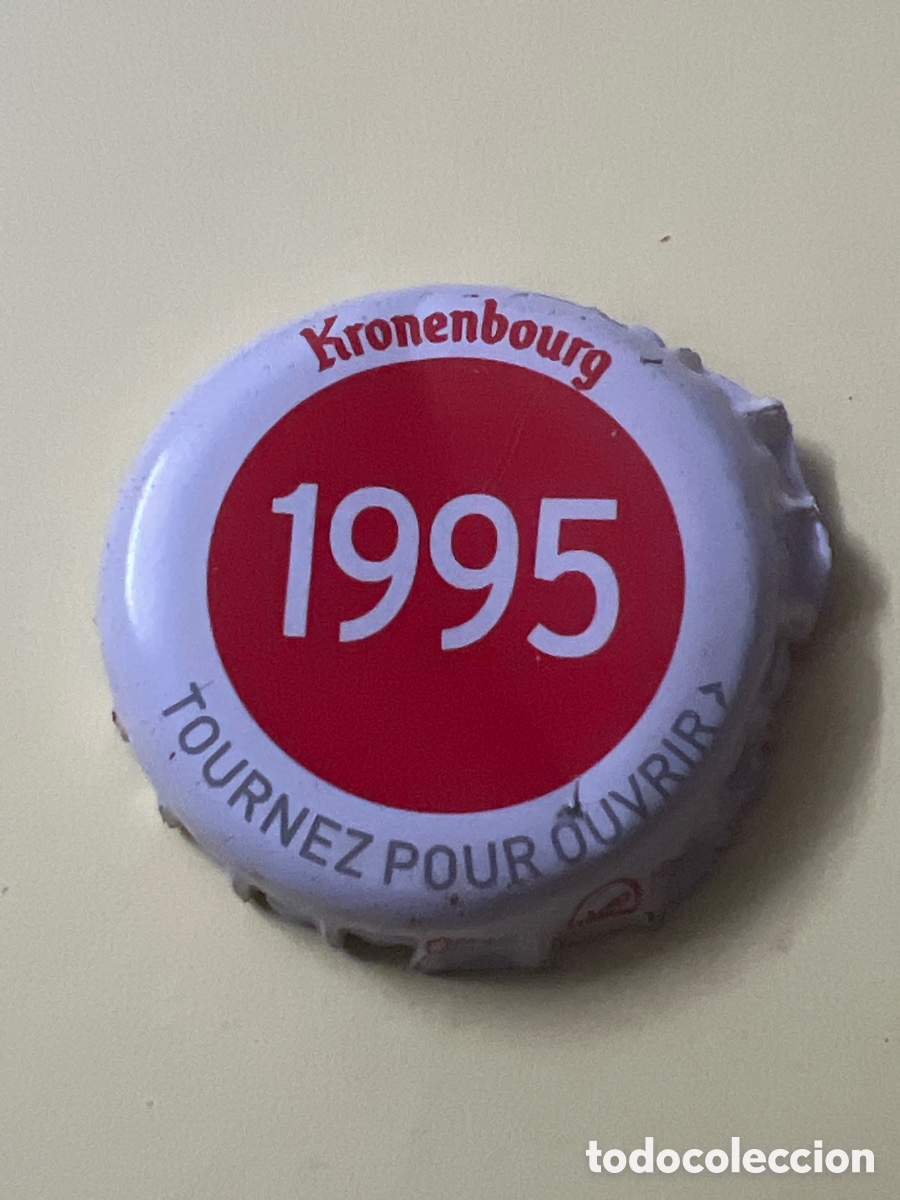 Kronenbourg
1995
TOURNEZ POUR OUVRIR >
todocoleccion